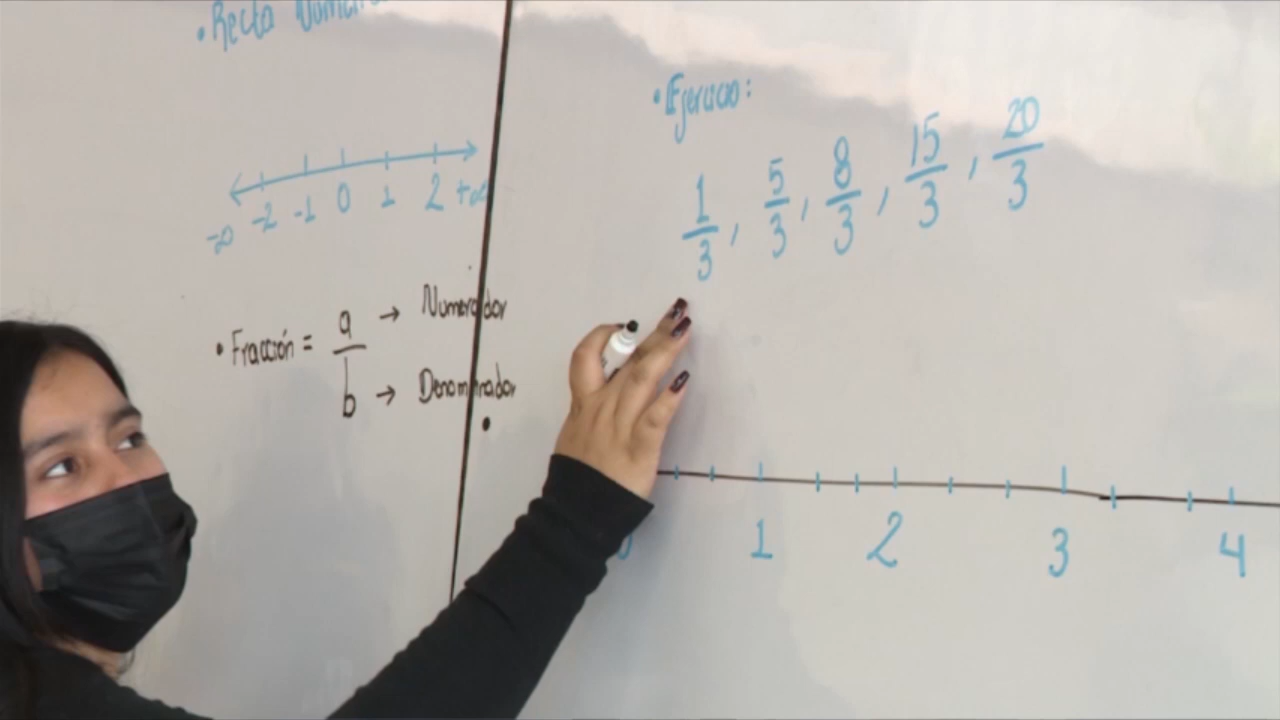 • Recta
-∞ -2 -1 0 1 2 +∞
• Fracción = a/b
a → Numerador
b → Denominador
• Ejercicio:
1/3, 5/3, 8/3, 15/3, 20/3
0 1 2 3 4